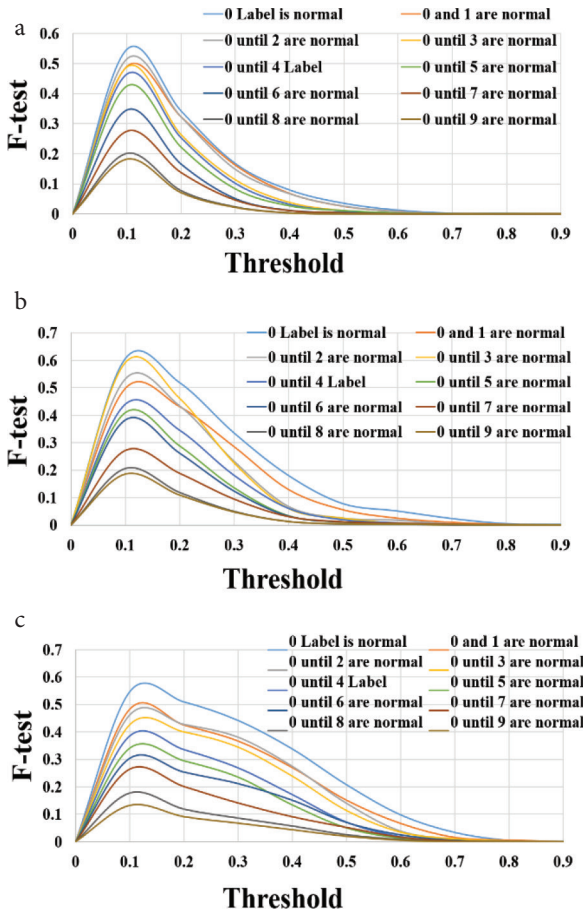 a
0 Label is normal 0 and 1 are normal
0 until 2 are normal 0 until 3 are normal
0 until 4 Label 0 until 5 are normal
0 until 6 are normal 0 until 7 are normal
0 until 8 are normal 0 until 9 are normal
F-test
0.6
0.5
0.4
0.3
0.2
0.1
0
0 0.1 0.2 0.3 0.4 0.5 0.6 0.7 0.8 0.9
Threshold
b
0 Label is normal 0 and 1 are normal
0 until 2 are normal 0 until 3 are normal
0 until 4 Label 0 until 5 are normal
0 until 6 are normal 0 until 7 are normal
0 until 8 are normal 0 until 9 are normal
F-test
0.7
0.6
0.5
0.4
0.3
0.2
0.1
0
0 0.1 0.2 0.3 0.4 0.5 0.6 0.7 0.8 0.9
Threshold
c
0 Label is normal 0 and 1 are normal
0 until 2 are normal 0 until 3 are normal
0 until 4 Label 0 until 5 are normal
0 until 6 are normal 0 until 7 are normal
0 until 8 are normal 0 until 9 are normal
F-test
0.7
0.6
0.5
0.4
0.3
0.2
0.1
0
0 0.1 0.2 0.3 0.4 0.5 0.6 0.7 0.8 0.9
Threshold